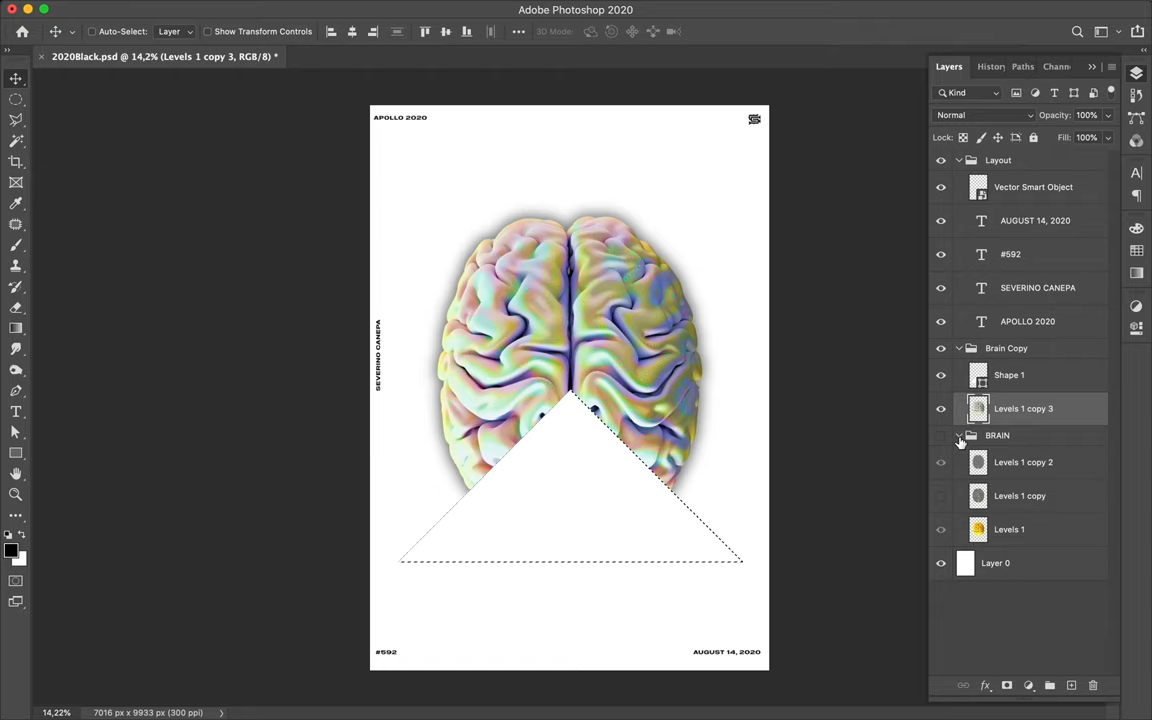 Adobe Photoshop 2020
Auto-Select: Layer Show Transform Controls
3D Mode:
2020Black.psd @ 14,2% (Levels 1 copy 3, RGB/8) *
Layers History Paths Chann
Kind
Normal Opacity: 100%
Lock: Fill: 100%
Layout
Vector Smart Object
AUGUST 14, 2020
#592
SEVERINO CANEPA
APOLLO 2020
Brain Copy
Shape 1
Levels 1 copy 3
BRAIN
Levels 1 copy 2
Levels 1 copy
Levels 1
Layer 0
APOLLO 2020
SEVERINO CANEPA
#592
AUGUST 14, 2020
14,22% 7016 px x 9933 px (300 ppi)